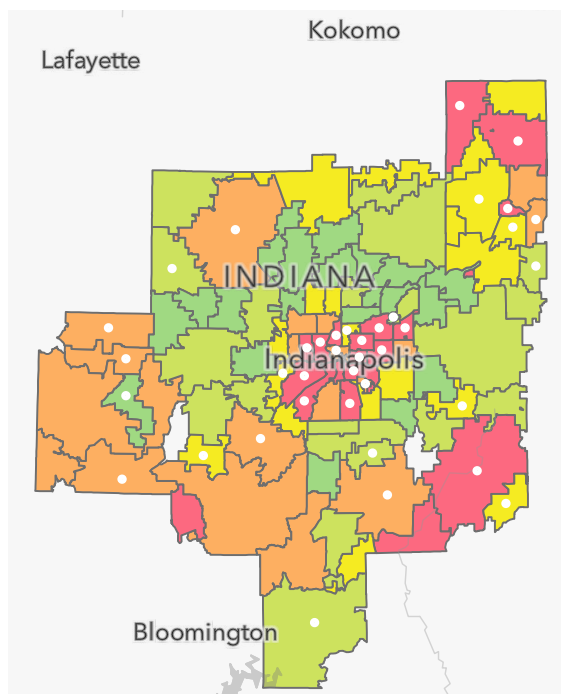 Kokomo
Lafayette
INDIANA
Indianapolis
Bloomington